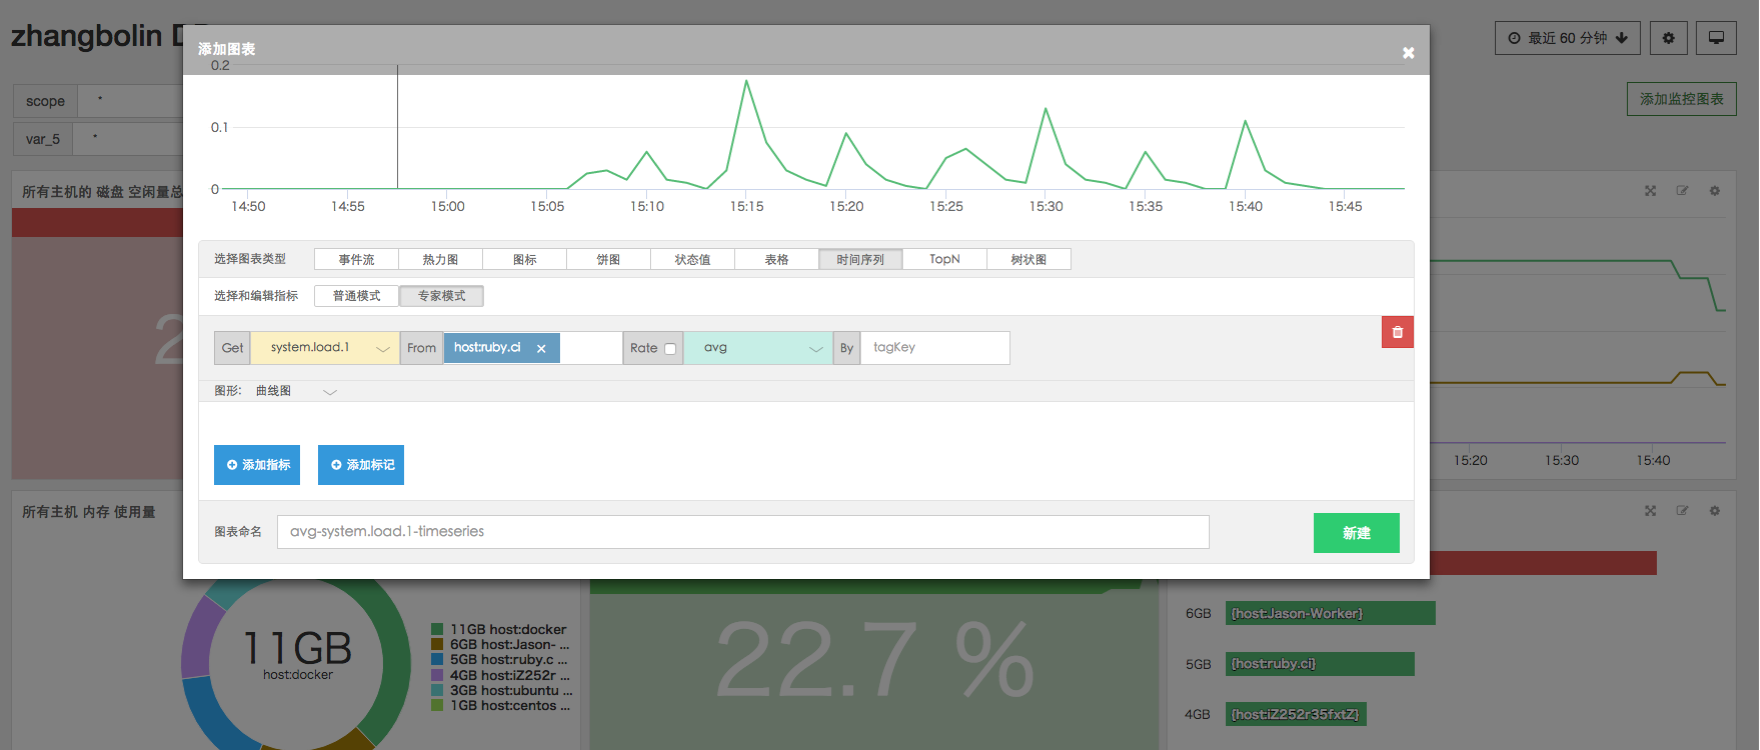 zhangbolin D
最近 60 分钟
scope *
添加监控图表
var_5 *
所有主机的 磁盘 空闲量总
2
添加图表
0.2
0.1
0
14:50 14:55 15:00 15:05 15:10 15:15 15:20 15:25 15:30 15:35 15:40 15:45
选择图表类型 事件流 热力图 图标 饼图 状态值 表格 时间序列 TopN 树状图
选择和编辑指标 普通模式 专家模式
Get system.load.1 From host:ruby.ci × Rate avg By tagKey
图形: 曲线图
添加指标 添加标记
图表命名 avg-system.load.1-timeseries 新建
15:20 15:30 15:40
所有主机 内存 使用量
11GB
host:docker
11GB host:docker
6GB host:Jason- ...
5GB host:ruby.c ...
4GB host:iZ252r ...
3GB host:ubuntu ...
1GB host:centos ...
22.7 %
6GB {host:Jason-Worker}
5GB {host:ruby.ci}
4GB {host:iZ252r35fxtZ}